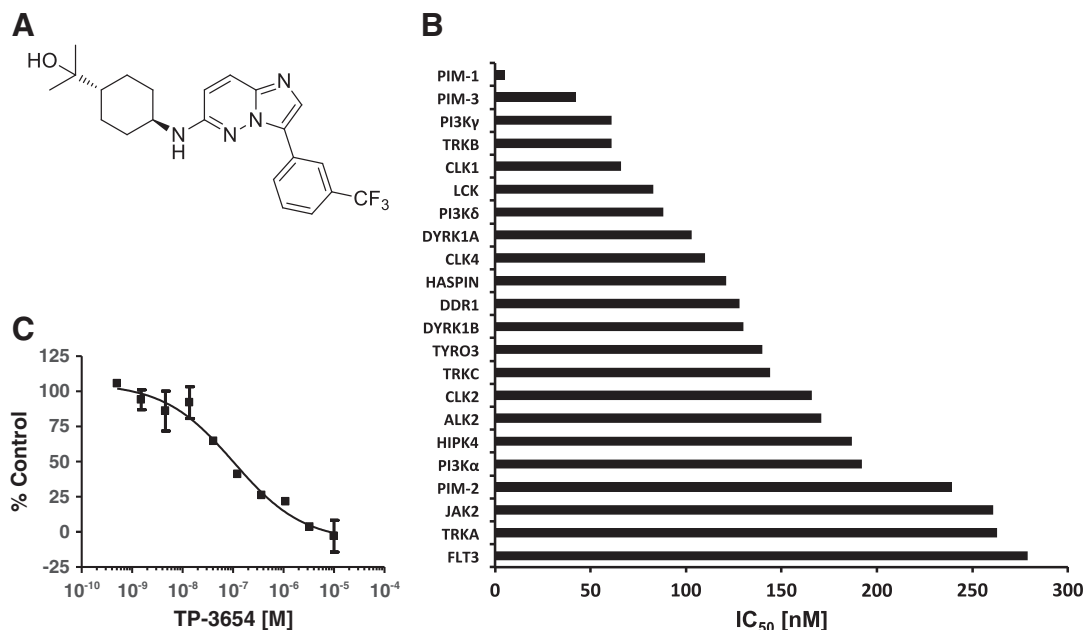 A
HO
N
N
N
N
H
CF3
B
PIM-1
PIM-3
PI3Kγ
TRKB
CLK1
LCK
PI3Kδ
DYRK1A
CLK4
HASPIN
DDR1
DYRK1B
TYRO3
TRKC
CLK2
ALK2
HIPK4
PI3Kα
PIM-2
JAK2
TRKA
FLT3
0 50 100 150 200 250 300
IC50 [nM]
C
% Control
125
100
75
50
25
0
-25
10-10 10-9 10-8 10-7 10-6 10-5 10-4
TP-3654 [M]